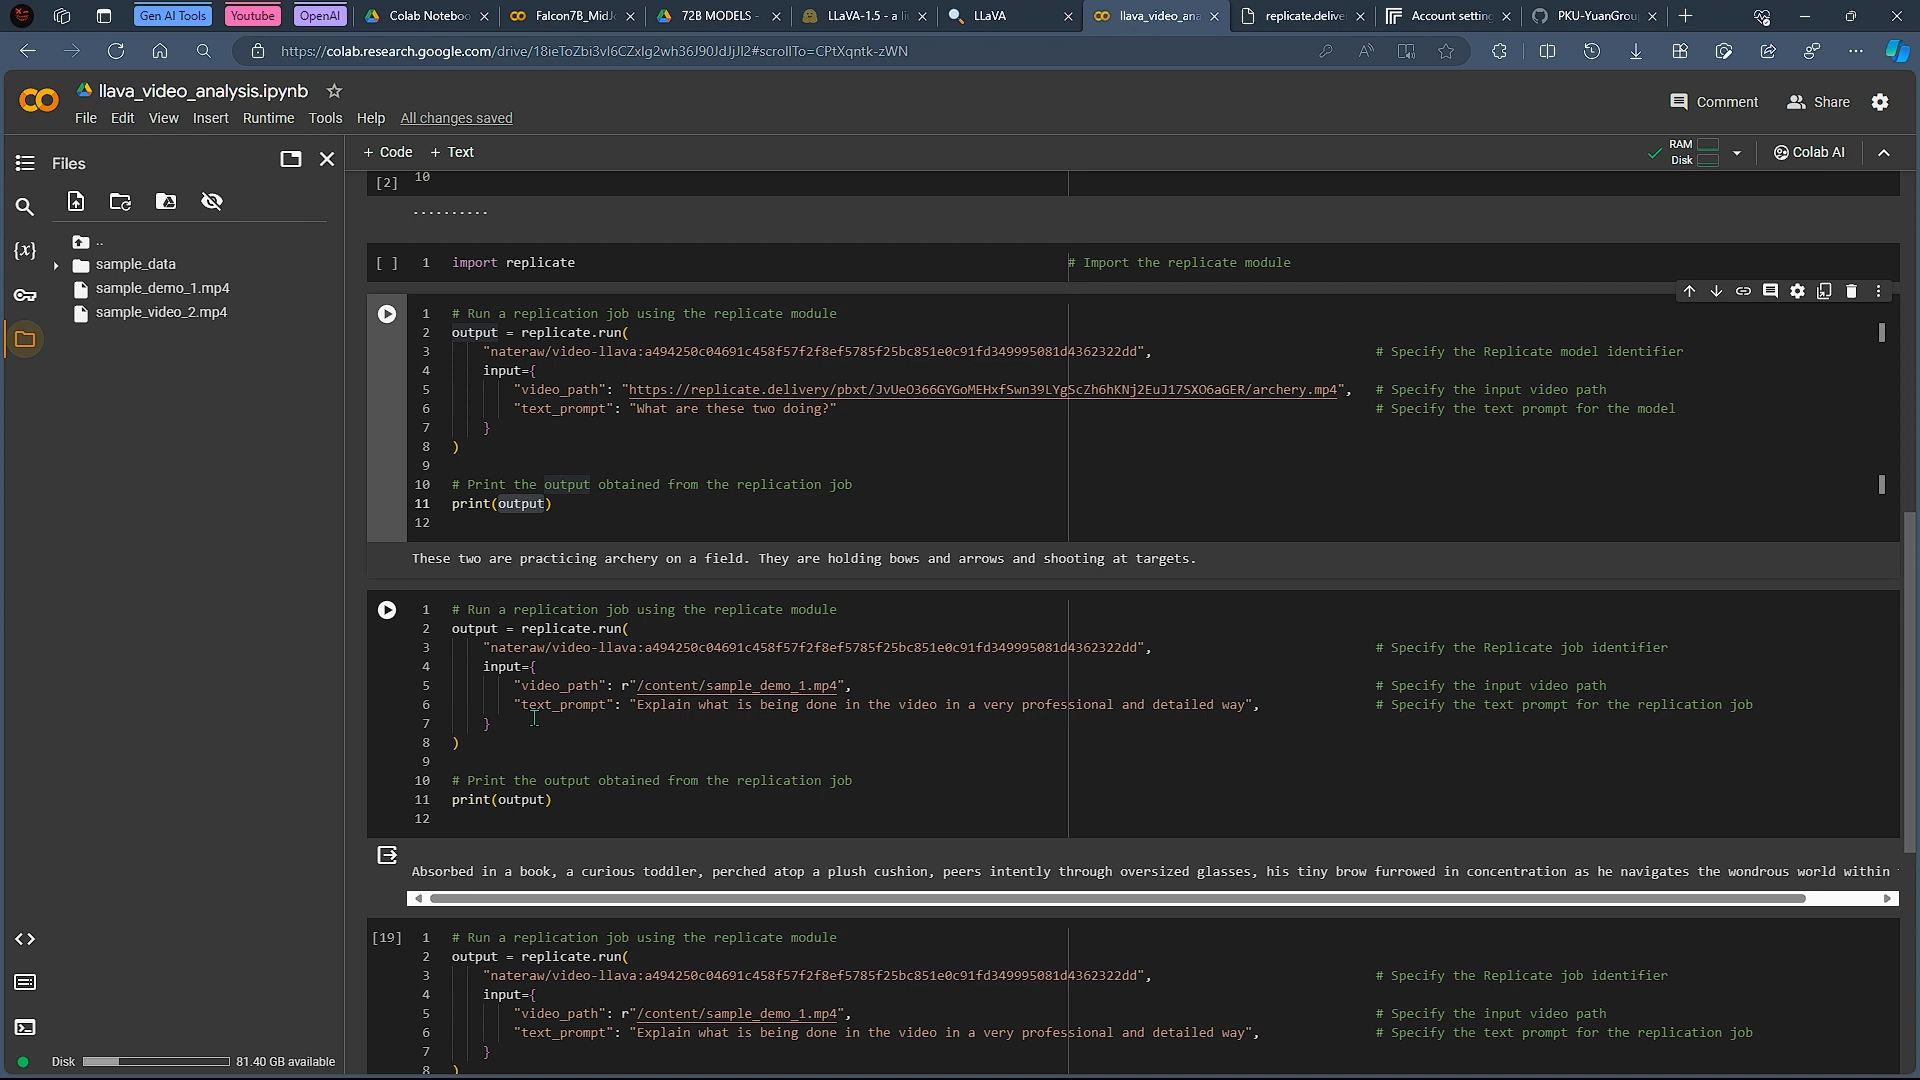 Gen AI Tools
Youtube
OpenAI
Colab Noteboo
Falcon7B_MidJ
72B MODELS -
LLaVA-1.5 - a li
LLaVA
llava_video_ana
replicate.delive
Account setting
PKU-YuanGrou
https://colab.research.google.com/drive/18ieToZbi3vI6CZxIg2wh36J90JdJjJl2#scrollTo=CPtXqntk-zWN
llava_video_analysis.ipynb
File Edit View Insert Runtime Tools Help All changes saved
Comment
Share
Files
+ Code + Text
RAM
Disk
Colab AI
..
sample_data
sample_demo_1.mp4
sample_video_2.mp4
[2] 10
..........
[ ] 1 import replicate # Import the replicate module
1 # Run a replication job using the replicate module
2 output = replicate.run(
3 "nateraw/video-llava:a494250c04691c458f57f2f8ef5785f25bc851e0c91fd349995081d4362322dd", # Specify the Replicate model identifier
4 input={
5 "video_path": "https://replicate.delivery/pbxt/JvUeO366GYGoMEHxfSwn39LYgScZh6hKNj2EuJ17SXO6aGER/archery.mp4", # Specify the input video path
6 "text_prompt": "What are these two doing?" # Specify the text prompt for the model
7 }
8 )
9
10 # Print the output obtained from the replication job
11 print(output)
12
These two are practicing archery on a field. They are holding bows and arrows and shooting at targets.
1 # Run a replication job using the replicate module
2 output = replicate.run(
3 "nateraw/video-llava:a494250c04691c458f57f2f8ef5785f25bc851e0c91fd349995081d4362322dd", # Specify the Replicate job identifier
4 input={
5 "video_path": r"/content/sample_demo_1.mp4", # Specify the input video path
6 "text_prompt": "Explain what is being done in the video in a very professional and detailed way", # Specify the text prompt for the replication job
7 }
8 )
9
10 # Print the output obtained from the replication job
11 print(output)
12
Absorbed in a book, a curious toddler, perched atop a plush cushion, peers intently through oversized glasses, his tiny brow furrowed in concentration as he navigates the wondrous world within
[19] 1 # Run a replication job using the replicate module
2 output = replicate.run(
3 "nateraw/video-llava:a494250c04691c458f57f2f8ef5785f25bc851e0c91fd349995081d4362322dd", # Specify the Replicate job identifier
4 input={
5 "video_path": r"/content/sample_demo_1.mp4", # Specify the input video path
6 "text_prompt": "Explain what is being done in the video in a very professional and detailed way", # Specify the text prompt for the replication job
7 }
8 )
Disk 81.40 GB available